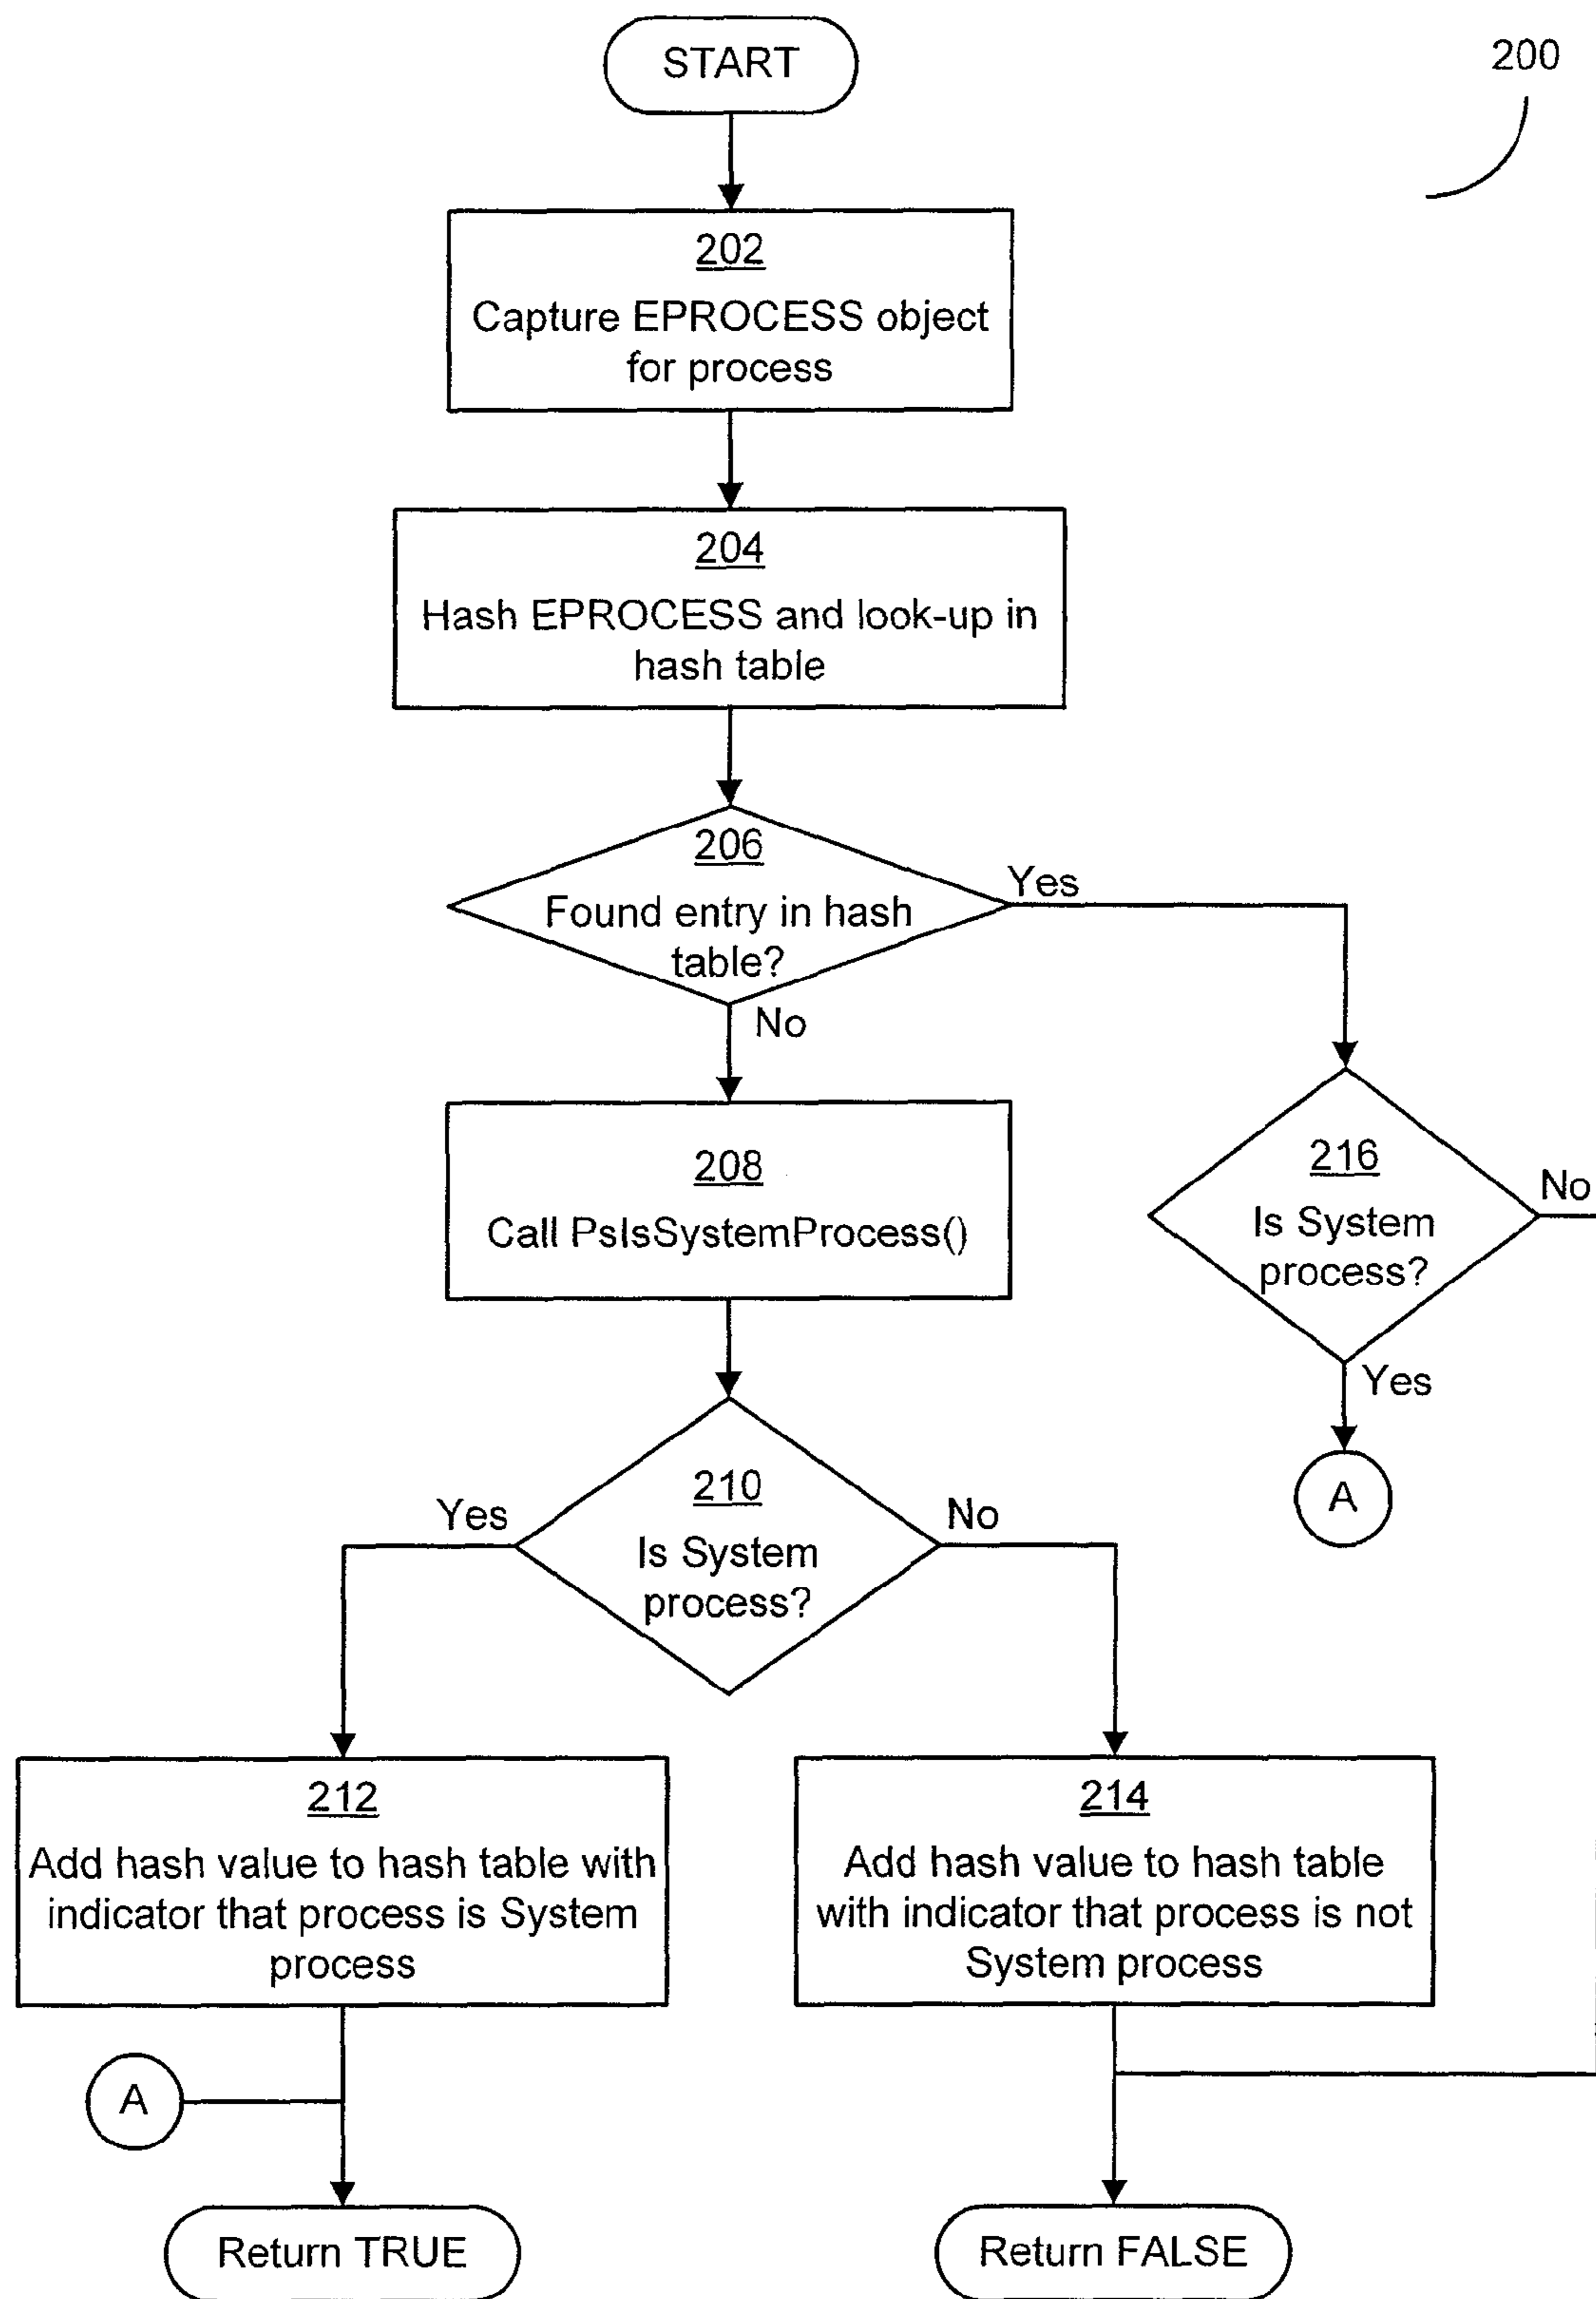 START
200
202
Capture EPROCESS object
for process
204
Hash EPROCESS and look-up in
hash table
206
Found entry in hash
table?
Yes
No
208
Call PsIsSystemProcess()
216
Is System
process?
No
Yes
A
210
Is System
process?
Yes
No
212
Add hash value to hash table with
indicator that process is System
process
214
Add hash value to hash table
with indicator that process is not
System process
A
Return TRUE
Return FALSE